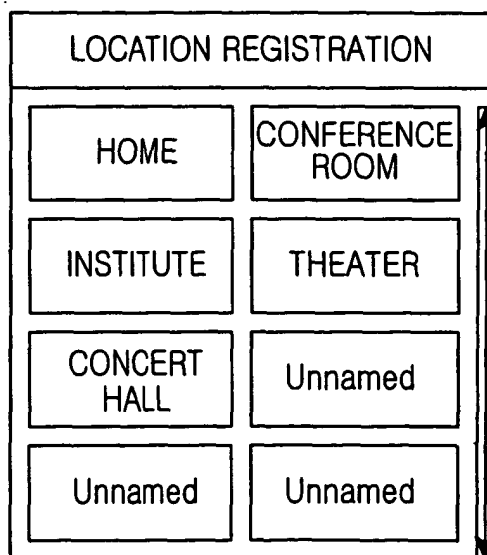 LOCATION REGISTRATION
HOME
CONFERENCE
ROOM
INSTITUTE
THEATER
CONCERT
HALL
Unnamed
Unnamed
Unnamed